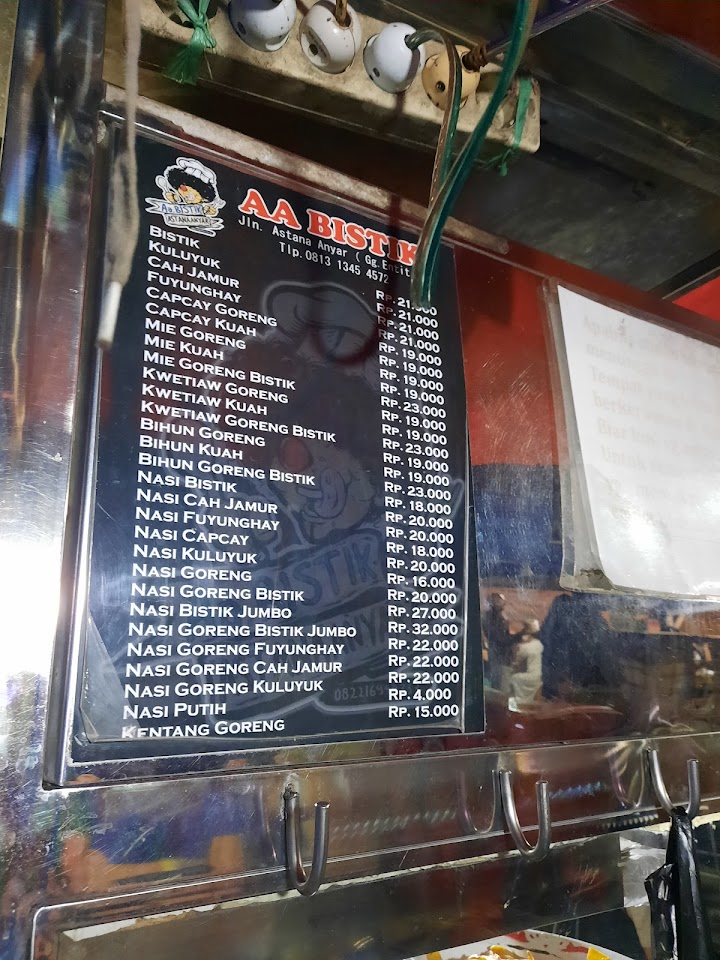 Aa BISTIK
ASTANAANYAR
AA BISTIK
Jln. Astana Anyar ( Gg.
Tlp. 0813 1345 4572
BISTIK RP. 21.000
KULUYUK RP. 21.000
CAH JAMUR RP. 21.000
FUYUNGHAY RP. 21.000
CAPCAY GORENG RP. 19.000
CAPCAY KUAH RP. 19.000
MIE GORENG RP. 19.000
MIE KUAH RP. 19.000
MIE GORENG BISTIK RP. 23.000
KWETIAW GORENG RP. 19.000
KWETIAW KUAH RP. 19.000
KWETIAW GORENG BISTIK RP. 23.000
BIHUN GORENG RP. 19.000
BIHUN KUAH RP. 19.000
BIHUN GORENG BISTIK RP. 23.000
NASI BISTIK RP. 18.000
NASI CAH JAMUR RP. 20.000
NASI FUYUNGHAY RP. 20.000
NASI CAPCAY RP. 18.000
NASI KULUYUK RP. 20.000
NASI GORENG RP. 16.000
NASI GORENG BISTIK RP. 20.000
NASI BISTIK JUMBO RP. 27.000
NASI GORENG BISTIK JUMBO RP. 32.000
NASI GORENG FUYUNGHAY RP. 22.000
NASI GORENG CAH JAMUR RP. 22.000
NASI GORENG KULUYUK RP. 22.000
NASI PUTIH RP. 4.000
KENTANG GORENG RP. 15.000